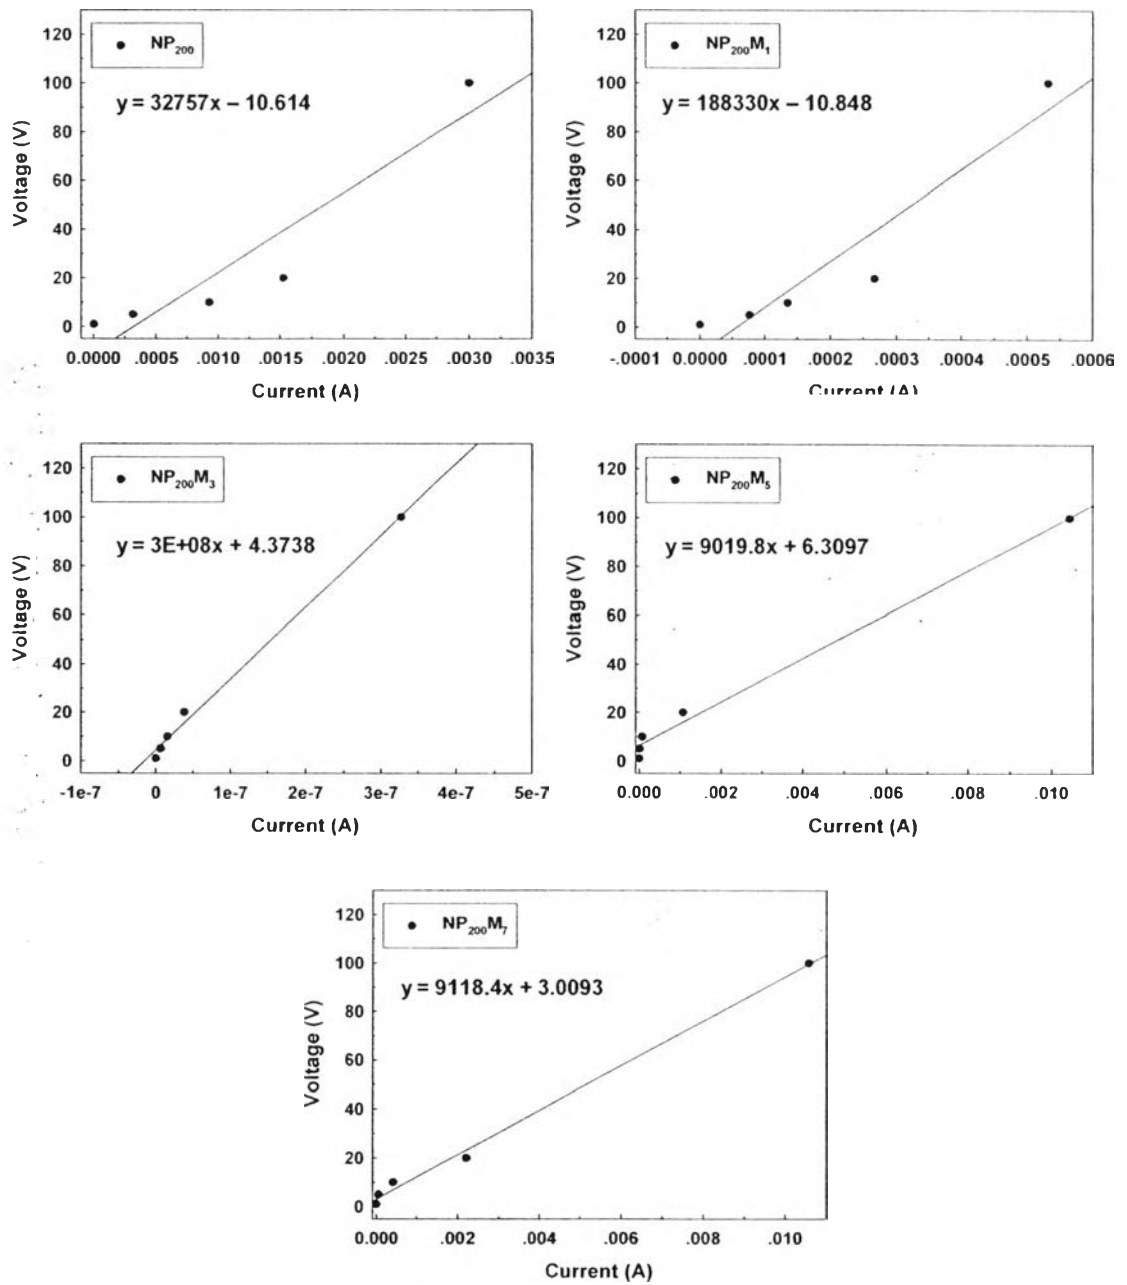 NP200
y = 32757x – 10.614
Voltage (V)
120
100
80
60
40
20
0
0.0000 .0005 .0010 .0015 .0020 .0025 .0030 .0035
Current (A)
NP200M1
y = 188330x – 10.848
Voltage (V)
120
100
80
60
40
20
0
-.0001 0.0000 .0001 .0002 .0003 .0004 .0005 .0006
Current (A)
NP200M3
y = 3E+08x + 4.3738
Voltage (V)
120
100
80
60
40
20
0
-1e-7 0 1e-7 2e-7 3e-7 4e-7 5e-7
Current (A)
NP200M5
y = 9019.8x + 6.3097
Voltage (V)
120
100
80
60
40
20
0
0.000 .002 .004 .006 .008 .010
Current (A)
NP200M7
y = 9118.4x + 3.0093
Voltage (V)
120
100
80
60
40
20
0
0.000 .002 .004 .006 .008 .010
Current (A)